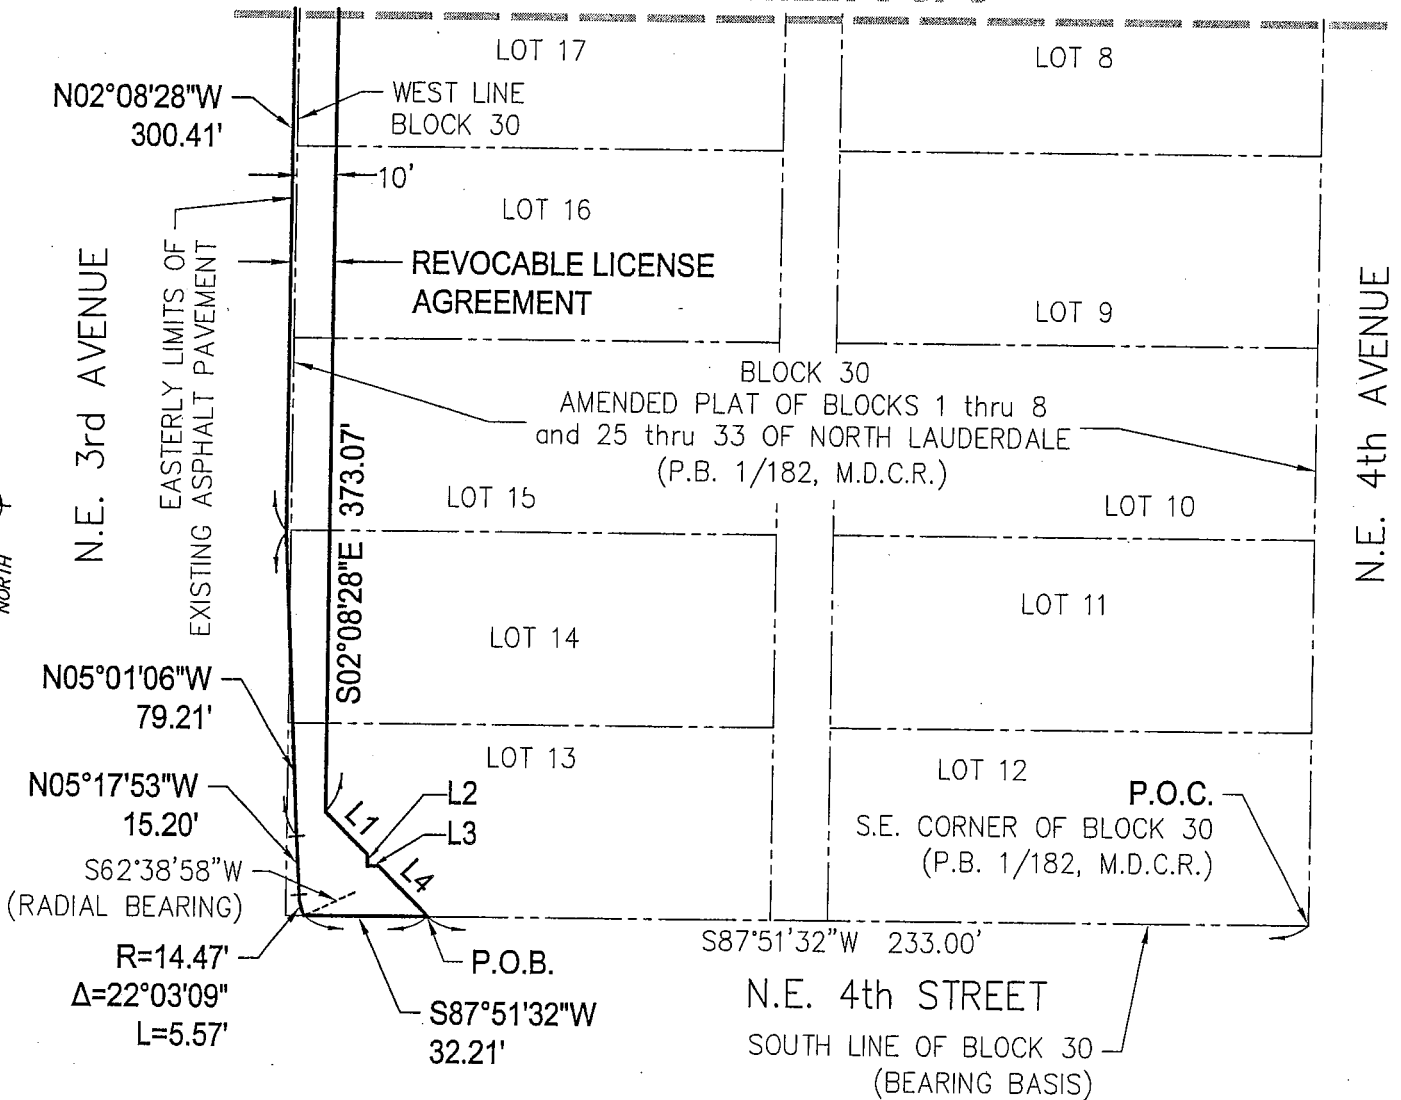 LOT 17
LOT 8
N02°08'28"W
300.41'
WEST LINE
BLOCK 30
10'
LOT 16
REVOCABLE LICENSE
AGREEMENT
LOT 9
N.E. 3rd AVENUE
EASTERLY LIMITS OF
EXISTING ASPHALT PAVEMENT
N.E. 4th AVENUE
BLOCK 30
AMENDED PLAT OF BLOCKS 1 thru 8
and 25 thru 33 OF NORTH LAUDERDALE
(P.B. 1/182, M.D.C.R.)
S02°08'28"E 373.07'
LOT 15
LOT 10
NORTH
LOT 14
LOT 11
N05°01'06"W
79.21'
LOT 13
LOT 12
N05°17'53"W
15.20'
L1
L2
L3
L4
P.O.C.
S.E. CORNER OF BLOCK 30
(P.B. 1/182, M.D.C.R.)
S62°38'58"W
(RADIAL BEARING)
R=14.47'
Δ=22°03'09"
L=5.57'
P.O.B.
S87°51'32"W
32.21'
S87°51'32"W 233.00'
N.E. 4th STREET
SOUTH LINE OF BLOCK 30
(BEARING BASIS)